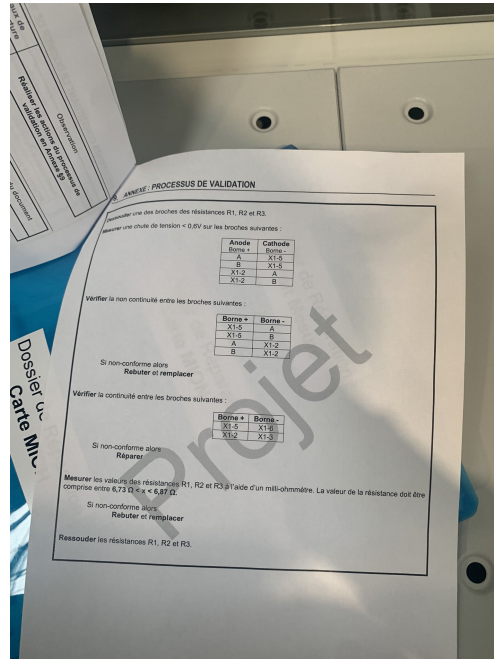 Observation
Réaliser les actions du processus de
validation en Annexe §9
document
Dossier
Carte
ANNEXE : PROCESSUS DE VALIDATION
Dessouder une des broches des résistances R1, R2 et R3.
Mesurer une chute de tension < 0,6V sur les broches suivantes :
Anode Cathode
Borne + Borne -
A X1-5
B X1-5
X1-2 A
X1-2 B
Vérifier la non continuité entre les broches suivantes :
Borne + Borne -
X1-5 A
X1-5 B
A X1-2
B X1-2
Si non-conforme alors
Rebuter et remplacer
Vérifier la continuité entre les broches suivantes :
Borne + Borne -
X1-5 X1-6
X1-2 X1-3
Si non-conforme alors
Réparer
Mesurer les valeurs des résistances R1, R2 et R3 à l'aide d'un milli-ohmmètre. La valeur de la résistance doit être
comprise entre 6,73 Ω < x < 6,87 Ω.
Si non-conforme alors
Rebuter et remplacer
Ressouder les résistances R1, R2 et R3.
Projet